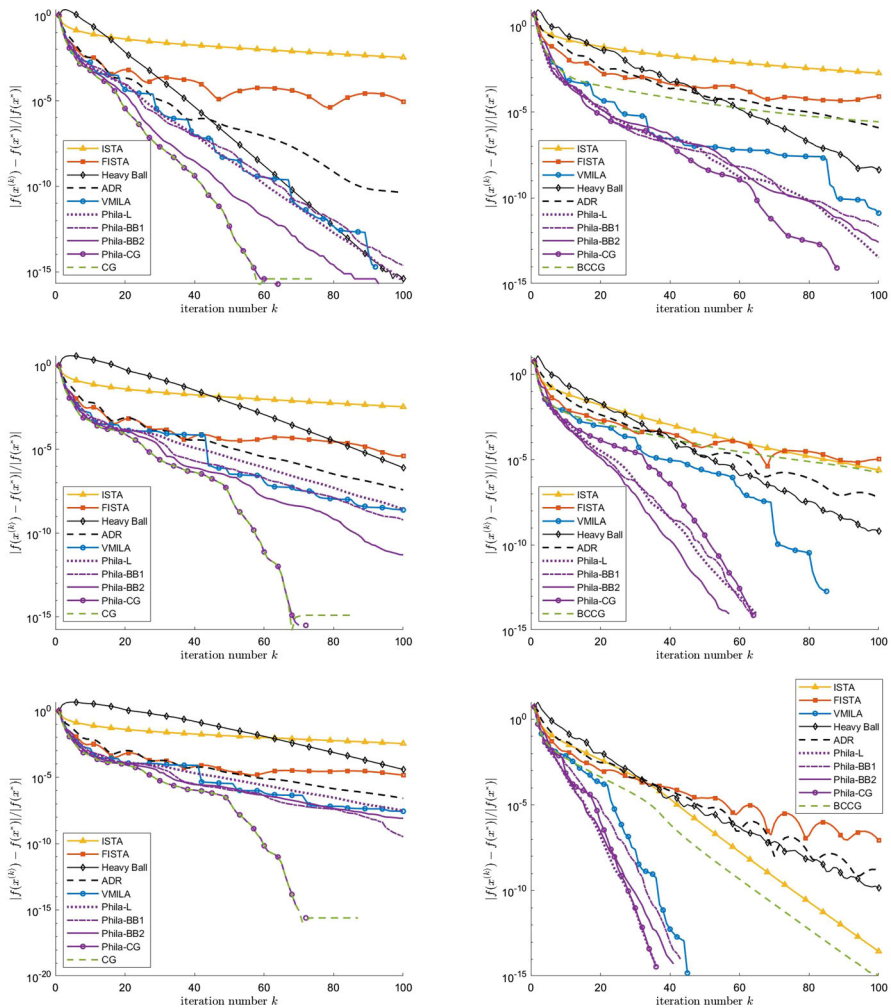 10^0
10^-5
10^-10
10^-15
|f(x^(k)) − f(x*)|/|f(x*)|
ISTA
FISTA
Heavy Ball
ADR
VMILA
Phila-L
Phila-BB1
Phila-BB2
Phila-CG
CG
0 20 40 60 80 100
iteration number k
10^0
10^-5
10^-10
10^-15
|f(x^(k)) − f(x*)|/|f(x*)|
ISTA
FISTA
VMILA
Heavy Ball
ADR
Phila-L
Phila-BB1
Phila-BB2
Phila-CG
BCCG
0 20 40 60 80 100
iteration number k
10^0
10^-5
10^-10
10^-15
|f(x^(k)) − f(x*)|/|f(x*)|
ISTA
FISTA
Heavy Ball
ADR
VMILA
Phila-L
Phila-BB1
Phila-BB2
Phila-CG
CG
0 20 40 60 80 100
iteration number k
10^0
10^-5
10^-10
10^-15
|f(x^(k)) − f(x*)|/|f(x*)|
ISTA
FISTA
VMILA
Heavy Ball
ADR
Phila-L
Phila-BB1
Phila-BB2
Phila-CG
BCCG
0 20 40 60 80 100
iteration number k
10^0
10^-5
10^-10
10^-15
10^-20
|f(x^(k)) − f(x*)|/|f(x*)|
ISTA
FISTA
Heavy Ball
ADR
VMILA
Phila-L
Phila-BB1
Phila-BB2
Phila-CG
CG
0 20 40 60 80 100
iteration number k
10^0
10^-5
10^-10
10^-15
|f(x^(k)) − f(x*)|/|f(x*)|
ISTA
FISTA
VMILA
Heavy Ball
ADR
Phila-L
Phila-BB1
Phila-BB2
Phila-CG
BCCG
0 20 40 60 80 100
iteration number k